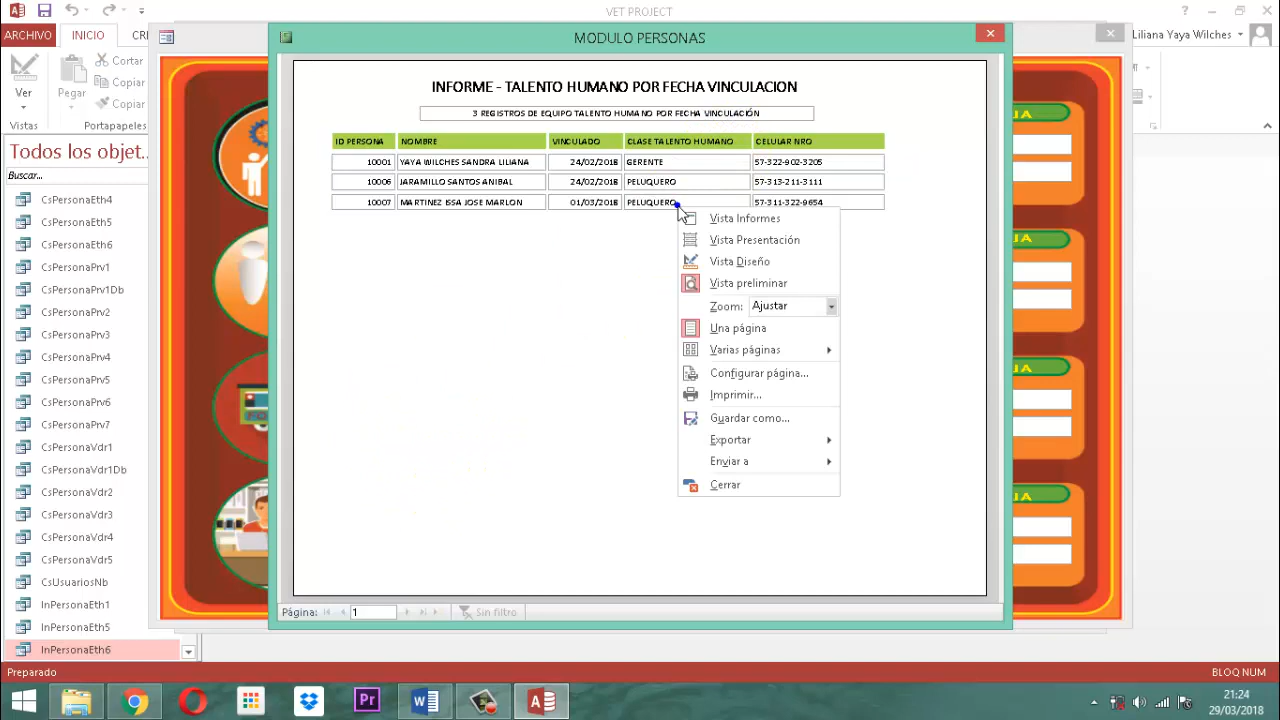 VET PROJECT
ARCHIVO
INICIO
Liliana Yaya Wilches
Ver
Pegar
Cortar
Copiar
Copiar
Vistas
Portapapeles
Todos los objet...
Buscar...
CsPersonaEth4
CsPersonaEth5
CsPersonaEth6
CsPersonaPrv1
CsPersonaPrv1Db
CsPersonaPrv2
CsPersonaPrv3
CsPersonaPrv4
CsPersonaPrv5
CsPersonaPrv6
CsPersonaPrv7
CsPersonaVdr1
CsPersonaVdr1Db
CsPersonaVdr2
CsPersonaVdr3
CsPersonaVdr4
CsPersonaVdr5
CsUsuariosNb
InPersonaEth1
InPersonaEth5
InPersonaEth6
MODULO PERSONAS
INFORME - TALENTO HUMANO POR FECHA VINCULACION
3 REGISTROS DE EQUIPO TALENTO HUMANO POR FECHA VINCULACIÓN
ID PERSONA NOMBRE VINCULADO CLASE TALENTO HUMANO CELULAR NRO
10001 YAYA WILCHES SANDRA LILIANA 24/02/2018 GERENTE 57-322-902-3205
10006 JARAMILLO SANTOS ANIBAL 24/02/2018 PELUQUERO 57-313-211-3111
10007 MARTINEZ ISSA JOSE MARLON 01/03/2018 PELUQUERO 57-311-322-9654
Vista Informes
Vista Presentación
Vista Diseño
Vista preliminar
Zoom: Ajustar
Una página
Varias páginas
Configurar página...
Imprimir...
Guardar como...
Exportar
Enviar a
Cerrar
Página: 1 Sin filtro
Preparado
BLOQ NUM
Pr
21:24
29/03/2018